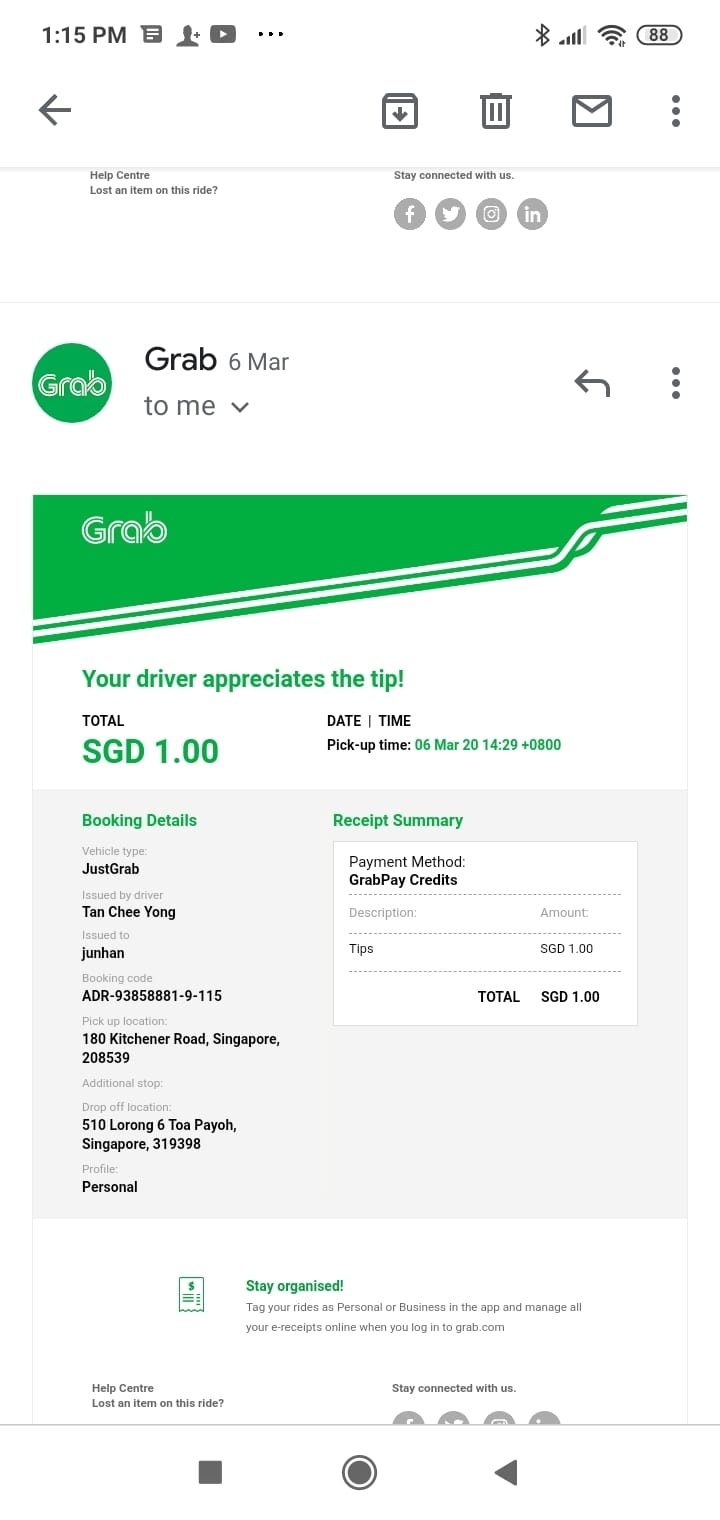 1:15 PM
88
Help Centre
Lost an item on this ride?
Stay connected with us.
Grab
Grab 6 Mar
to me
Grab
Your driver appreciates the tip!
TOTAL
SGD 1.00
DATE | TIME
Pick-up time: 06 Mar 20 14:29 +0800
Booking Details
Vehicle type:
JustGrab
Issued by driver
Tan Chee Yong
Issued to
junhan
Booking code
ADR-93858881-9-115
Pick up location:
180 Kitchener Road, Singapore,
208539
Additional stop:
Drop off location:
510 Lorong 6 Toa Payoh,
Singapore, 319398
Profile:
Personal
Receipt Summary
Payment Method:
GrabPay Credits
Description: Amount:
Tips SGD 1.00
TOTAL SGD 1.00
Stay organised!
Tag your rides as Personal or Business in the app and manage all
your e-receipts online when you log in to grab.com
Help Centre
Lost an item on this ride?
Stay connected with us.